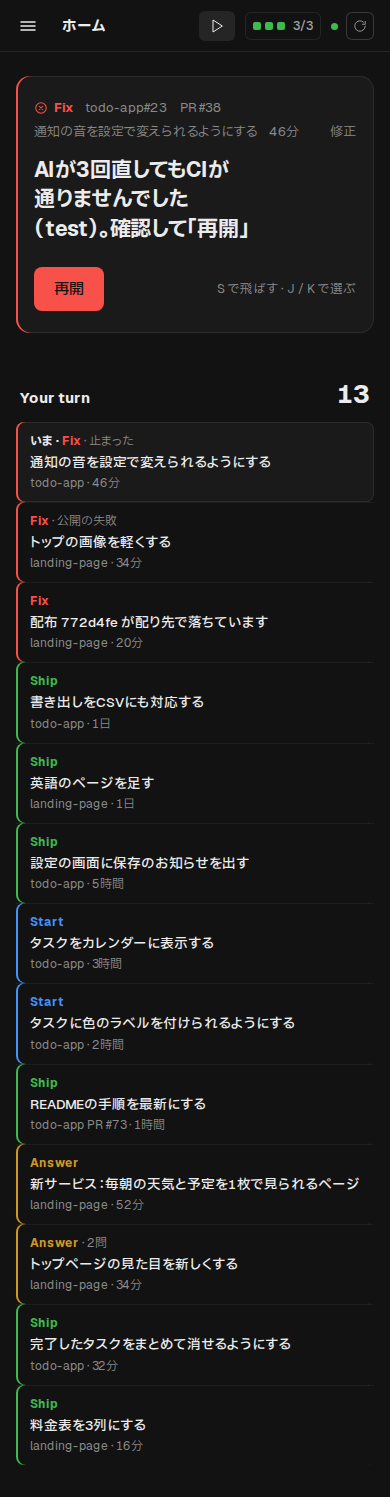 ホーム
3/3
Fix todo-app#23 PR#38
通知の音を設定で変えられるようにする 46分 修正
AIが3回直してもCIが
通りませんでした
(test)。確認して「再開」
再開
Sで飛ばす·J / Kで選ぶ
Your turn 13
いま·Fix·止まった
通知の音を設定で変えられるようにする
todo-app·46分
Fix·公開の失敗
トップの画像を軽くする
landing-page·34分
Fix
配布 772d4fe が配り先で落ちています
landing-page·20分
Ship
書き出しをCSVにも対応する
todo-app·1日
Ship
英語のページを足す
landing-page·1日
Ship
設定の画面に保存のお知らせを出す
todo-app·5時間
Start
タスクをカレンダーに表示する
todo-app·3時間
Start
タスクに色のラベルを付けられるようにする
todo-app·2時間
Ship
READMEの手順を最新にする
todo-app PR #73·1時間
Answer
新サービス：毎朝の天気と予定を1枚で見られるページ
landing-page·52分
Answer·2問
トップページの見た目を新しくする
landing-page·34分
Ship
完了したタスクをまとめて消せるようにする
todo-app·32分
Ship
料金表を3列にする
landing-page·16分